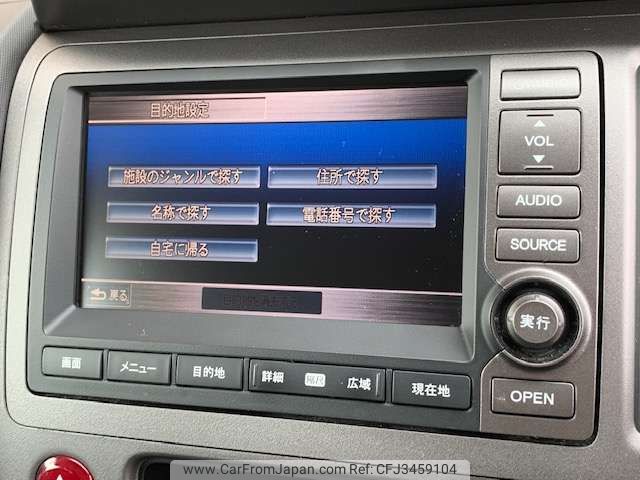 目的地設定
施設のジャンルで探す
住所で探す
名称で探す
電話番号で探す
自宅に帰る
戻る
VOL
AUDIO
SOURCE
実行
OPEN
画面
メニュー
目的地
詳細 縮尺 広域
現在地
www.CarFromJapan.com - CFJ3459104